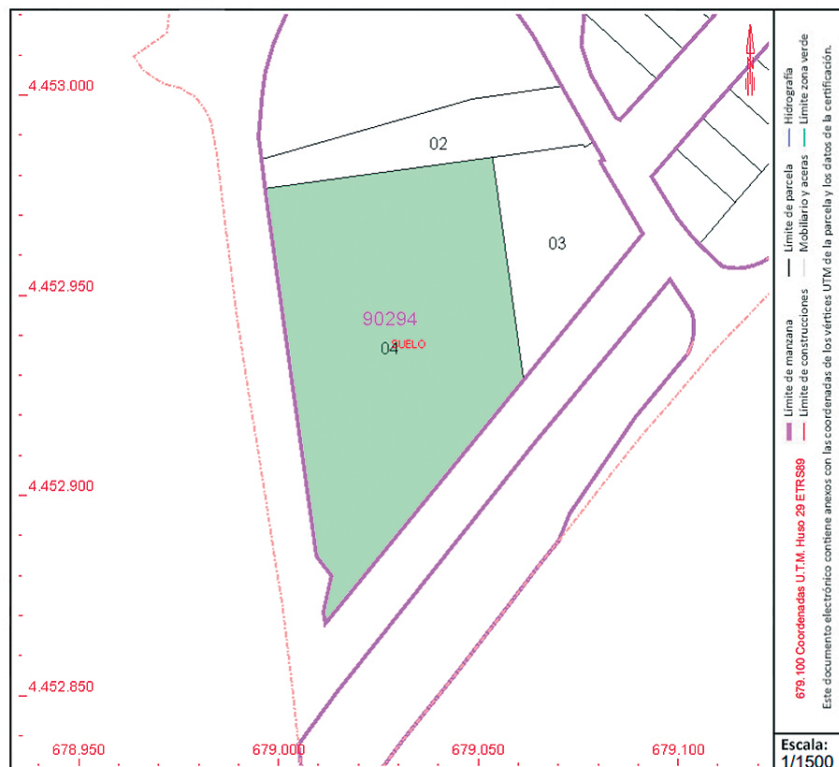 4.453.000
02
03
4.452.950
90294
SUELO
04
4.452.900
4.452.850
678.950
679.000
679.050
679.100
Límite de manzana
Límite de parcela
Hidrografía
Límite de construcciones
Mobiliario y aceras
Límite zona verde
679.100 Coordenadas U.T.M. Huso 29 ETRS89
Este documento electrónico contiene anexos con las coordenadas de los vértices UTM de la parcela y los datos de la certificación.
Escala:
1/1500